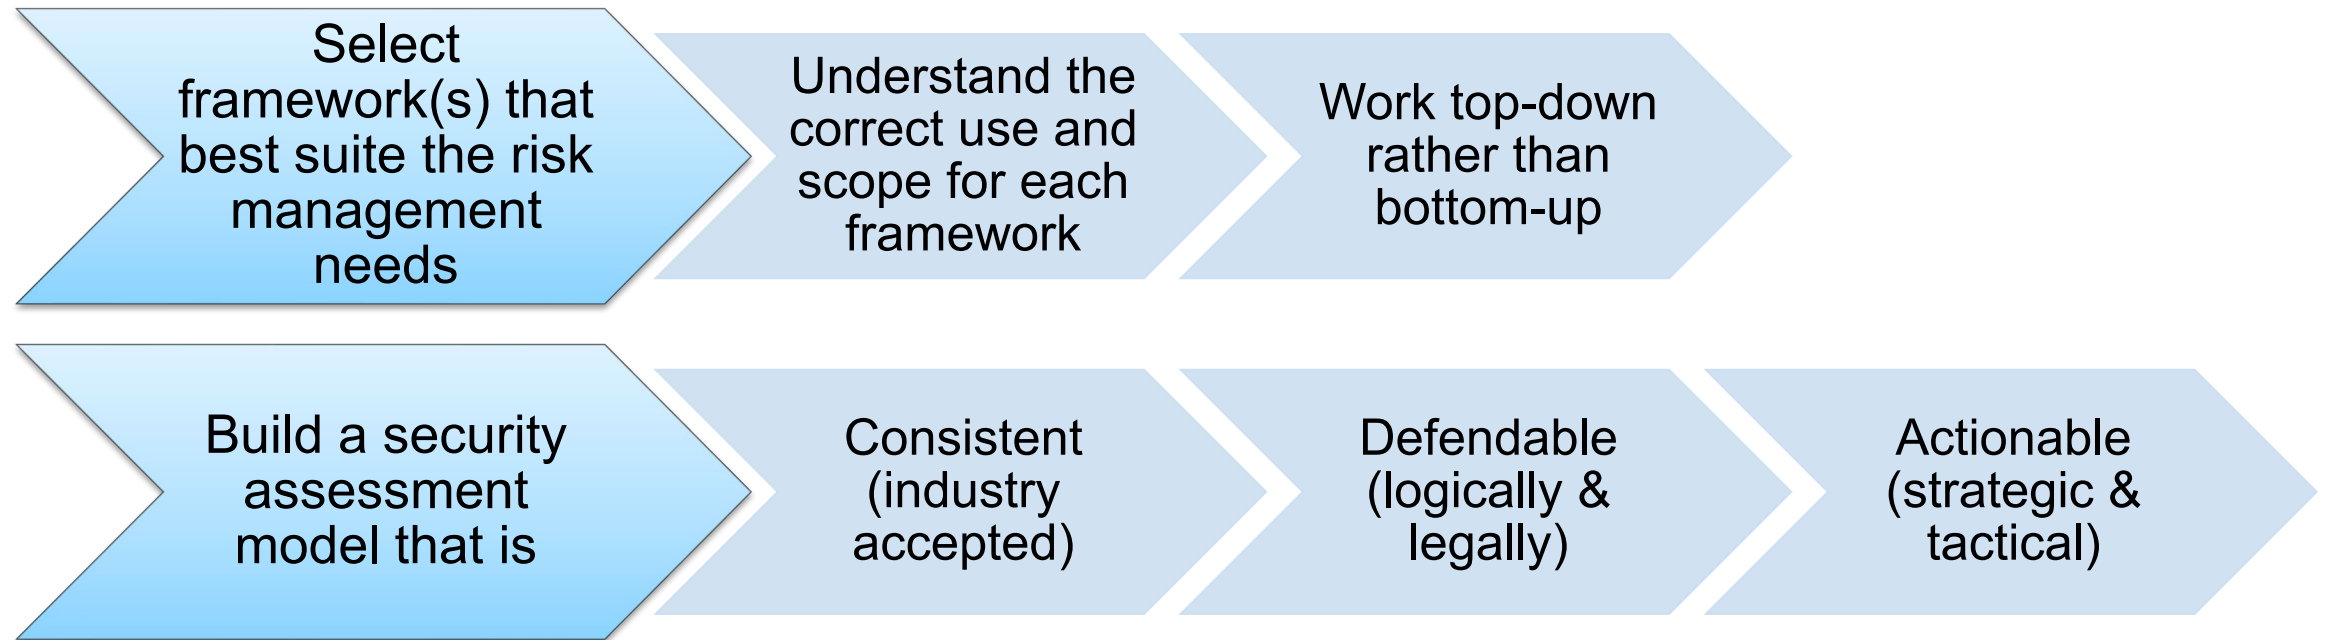 Select
framework(s) that
best suite the risk
management
needs
Understand the
correct use and
scope for each
framework
Work top-down
rather than
bottom-up
Build a security
assessment
model that is
Consistent
(industry
accepted)
Defendable
(logically &
legally)
Actionable
(strategic &
tactical)